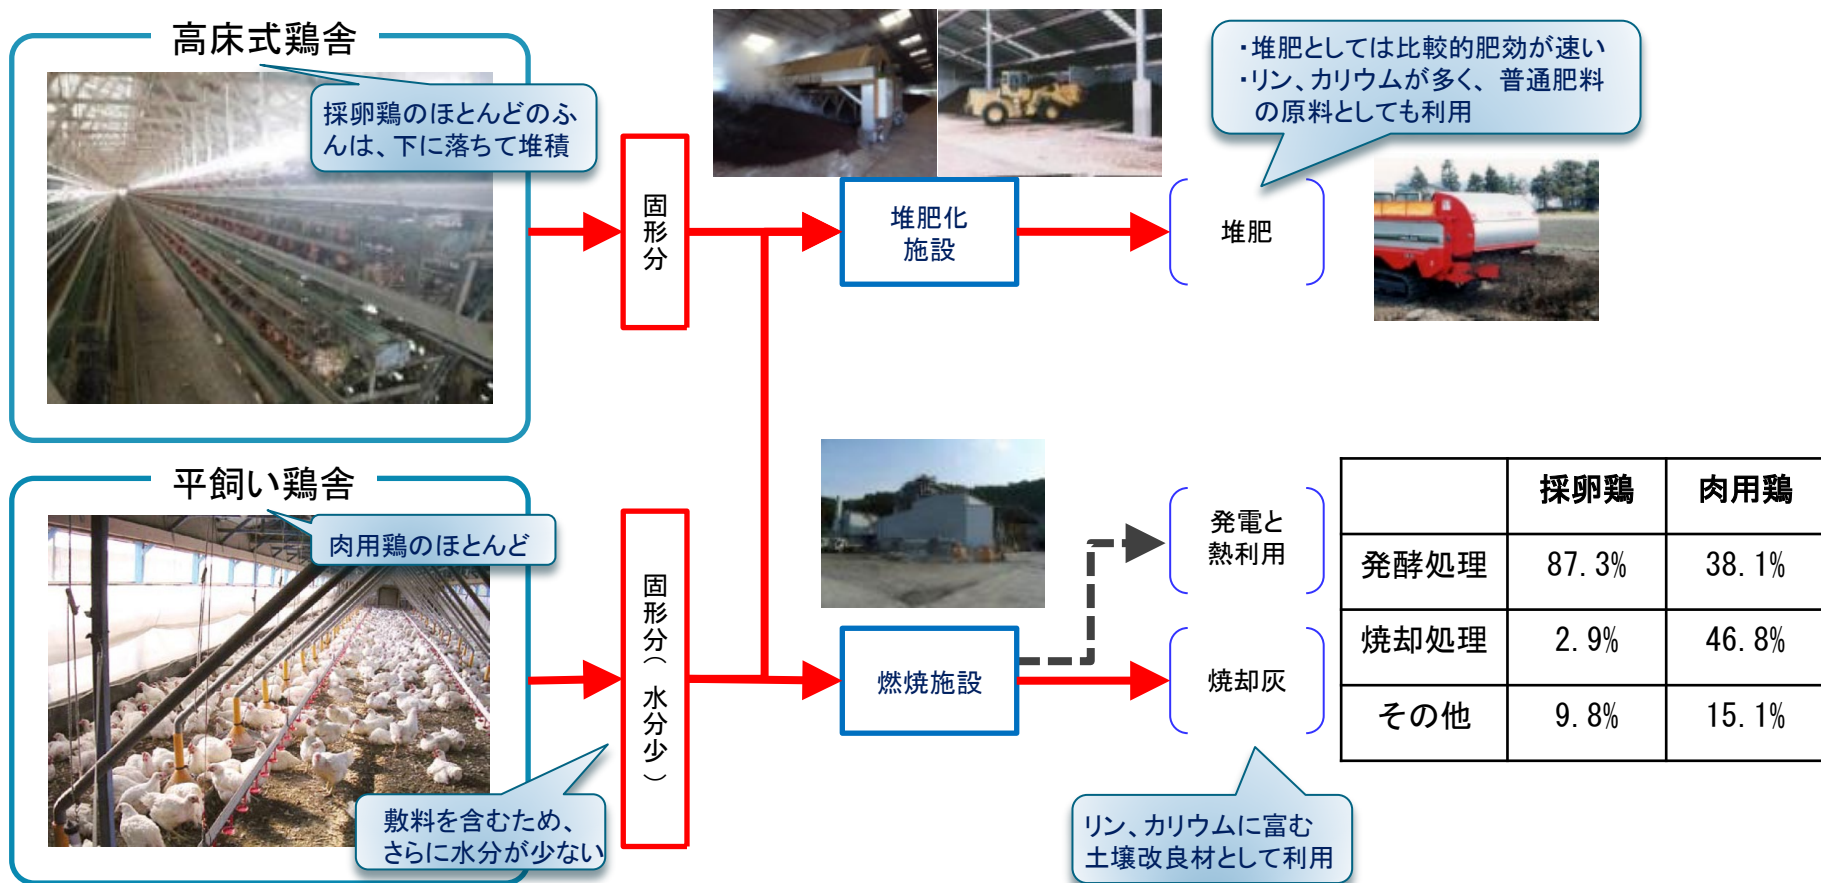 高床式鶏舎
採卵鶏のほとんどのふ
んは、下に落ちて堆積
固形分
堆肥化
施設
堆肥
・堆肥としては比較的肥効が速い
・リン、カリウムが多く、普通肥料
の原料としても利用
平飼い鶏舎
肉用鶏のほとんど
敷料を含むため、
さらに水分が少ない
固形分（水分少）
燃焼施設
発電と
熱利用
焼却灰
リン、カリウムに富む
土壌改良材として利用
採卵鶏 肉用鶏
発酵処理 87.3% 38.1%
焼却処理 2.9% 46.8%
その他 9.8% 15.1%